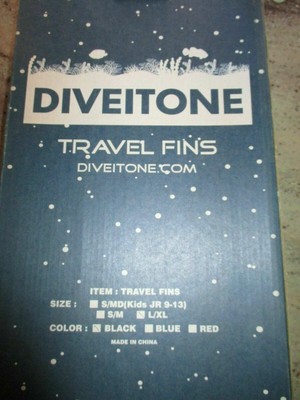 DIVEITONE
TRAVEL FINS
DIVEITONE.COM
ITEM : TRAVEL FINS
SIZE : S/MD(Kids JR 9-13)
S/M L/XL
COLOR : BLACK BLUE RED
MADE IN CHINA